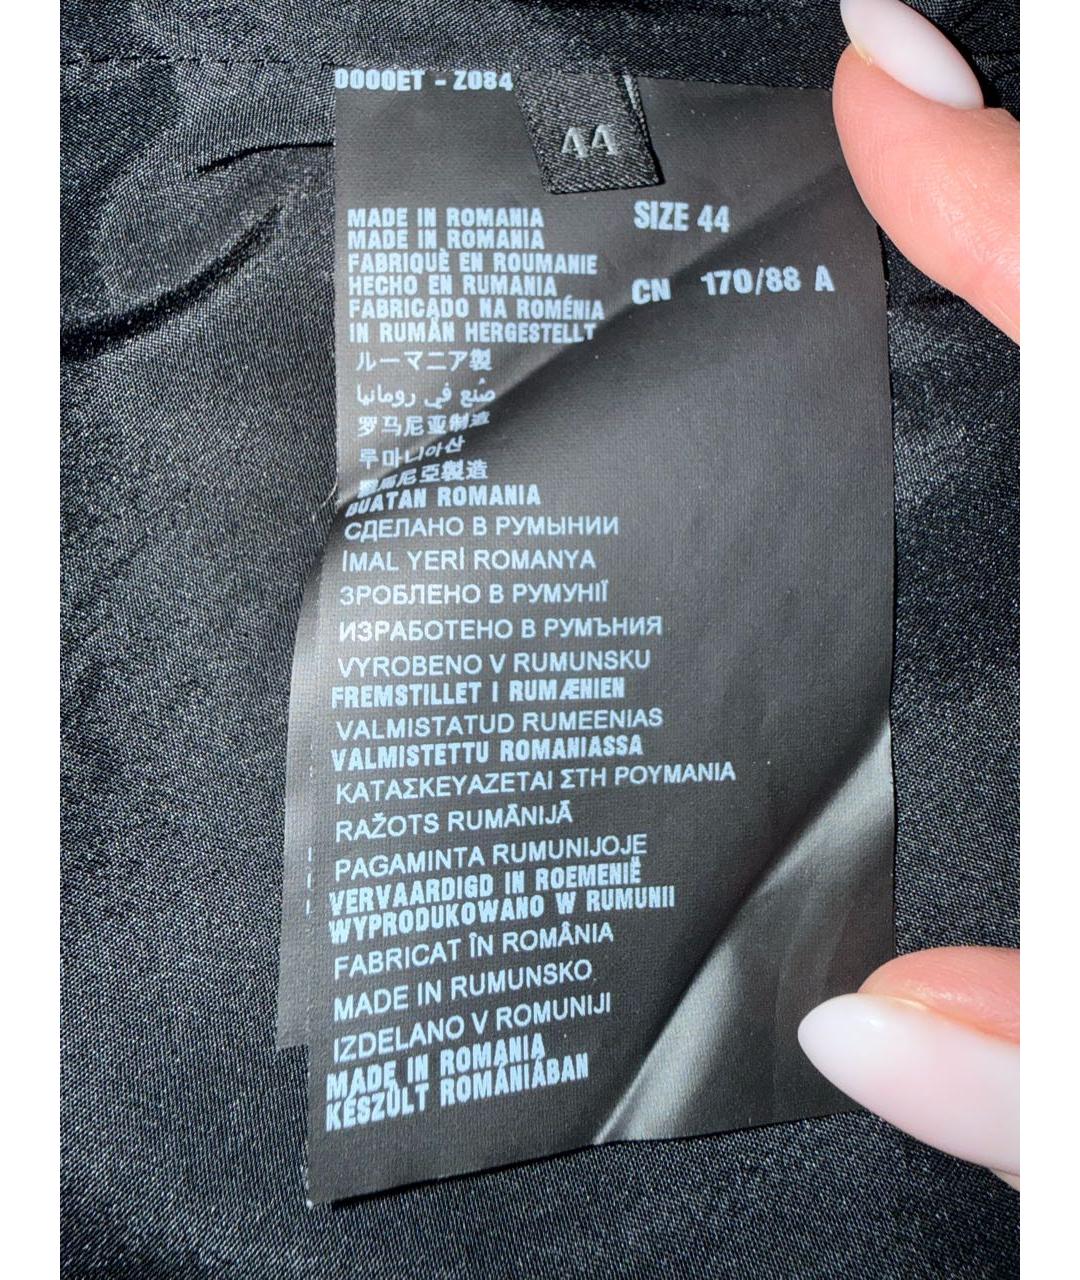 0000ET - Z084
44
SIZE 44
CN 170/88 A
MADE IN ROMANIA
MADE IN ROMANIA
FABRIQUÈ EN ROUMANIE
HECHO EN RUMANIA
FABRICADO NA ROMÉNIA
IN RUMÄN HERGESTELLT
ルーマニア製
صُنع في رومانيا
罗马尼亚制造
루마니아산
尼亞製造
BUATAN ROMANIA
СДЕЛАНО В РУМЫНИИ
İMAL YERİ ROMANYA
ЗРОБЛЕНО В РУМУНІЇ
ИЗРАБОТЕНО В РУМЪНИЯ
VYROBENO V RUMUNSKU
FREMSTILLET I RUMÆNIEN
VALMISTATUD RUMEENIAS
VALMISTETTU ROMANIASSA
ΚΑΤΑΣΚΕΥΑΖΕΤΑΙ ΣΤΗ ΡΟΥΜΑΝΙΑ
RAŽOTS RUMĀNIJĀ
PAGAMINTA RUMUNIJOJE
VERVAARDIGD IN ROEMENIË
WYPRODUKOWANO W RUMUNII
FABRICAT ÎN ROMÂNIA
MADE IN RUMUNSKO
IZDELANO V ROMUNIJI
MADE IN ROMANIA
KÉSZÜLT ROMÁNIÁBAN